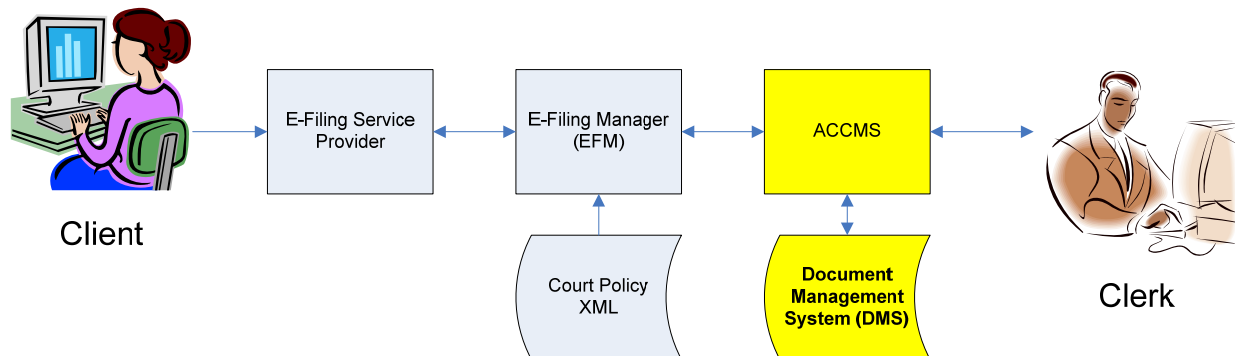 E-Filing Service
Provider
E-Filing Manager
(EFM)
ACCMS
Client
Court Policy
XML
Document
Management
System (DMS)
Clerk